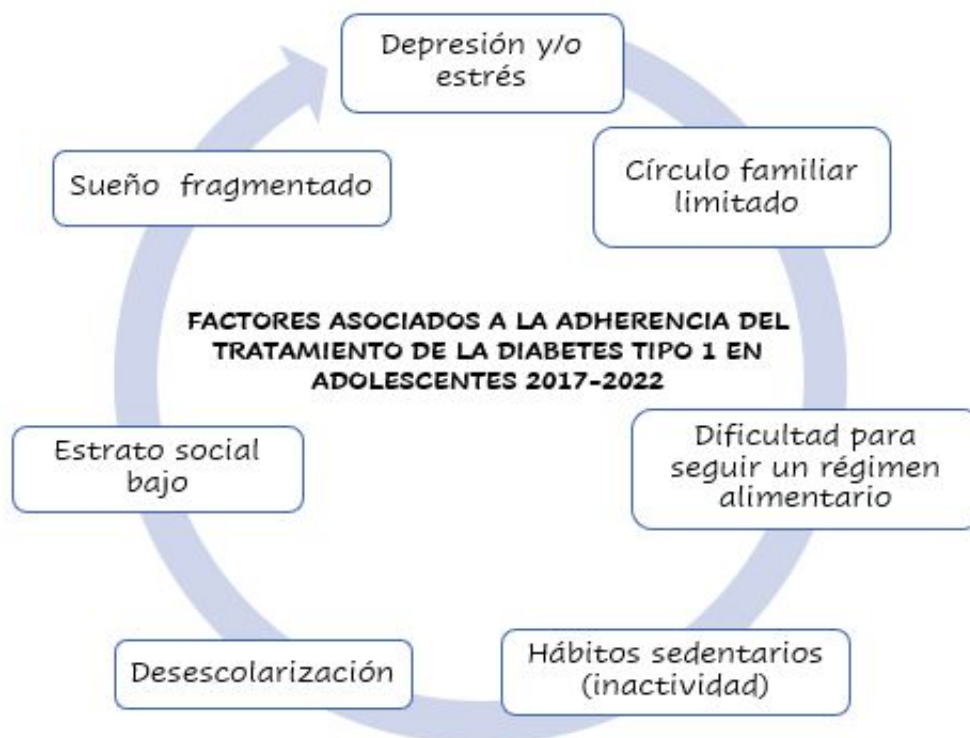 Depresión y/o
estrés
Círculo familiar
limitado
Dificultad para
seguir un régimen
alimentario
Hábitos sedentarios
(inactividad)
Desescolarización
Estrato social
bajo
Sueño fragmentado
FACTORES ASOCIADOS A LA ADHERENCIA DEL
TRATAMIENTO DE LA DIABETES TIPO 1 EN
ADOLESCENTES 2017-2022